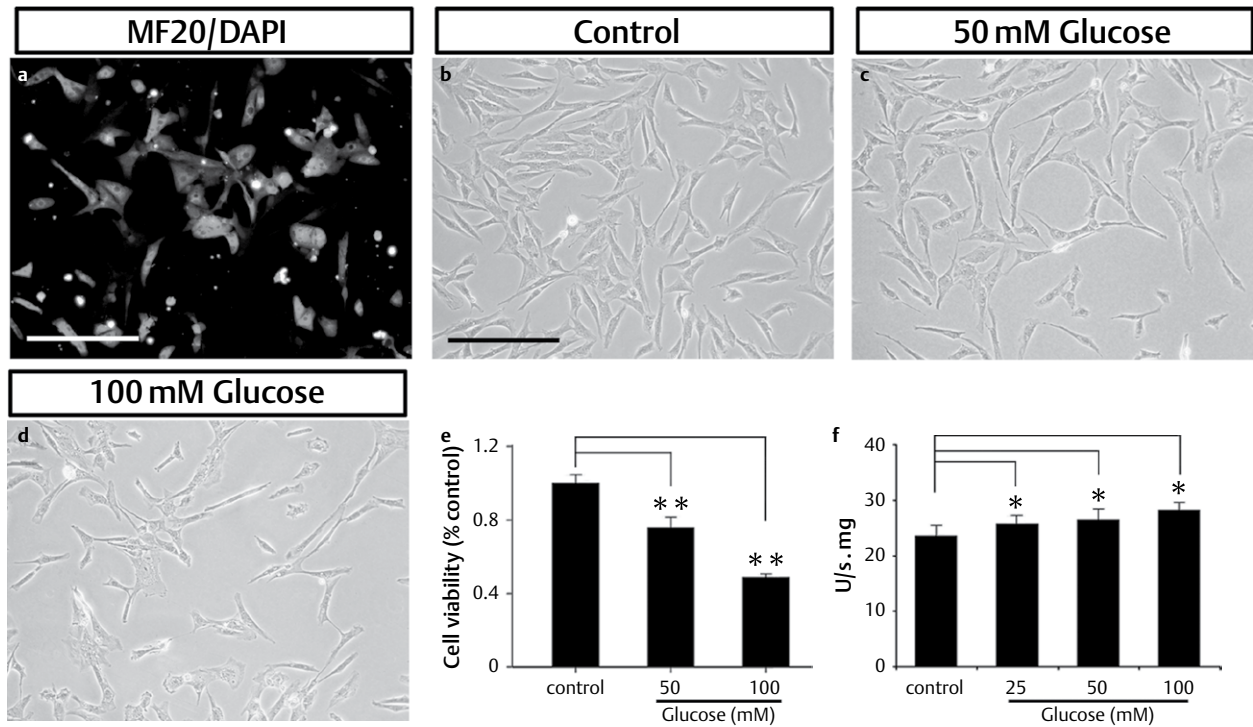 MF20/DAPI
Control
50 mM Glucose
a
b
c
100 mM Glucose
d
e
Cell viability (% control)
1.2
0.8
0.4
0
**
**
control
50
100
Glucose (mM)
f
U/s. mg
40
30
20
10
0
*
*
*
control
25
50
100
Glucose (mM)